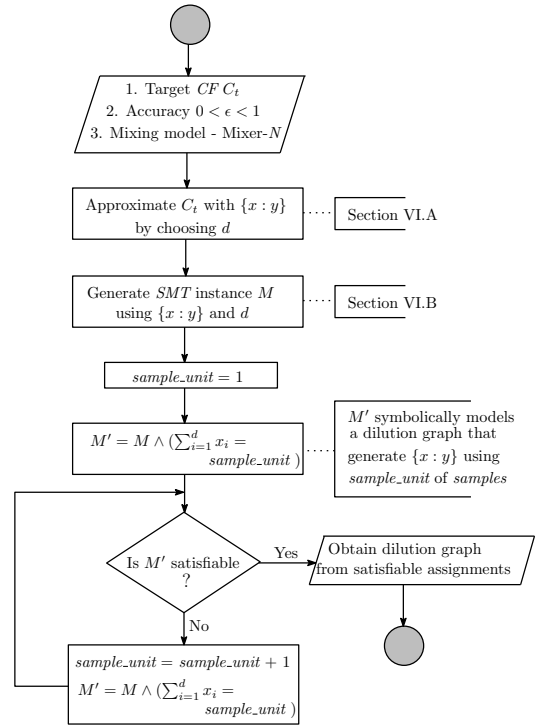 1. Target CF C_t
2. Accuracy 0 < ϵ < 1
3. Mixing model - Mixer-N
Approximate C_t with {x : y}
by choosing d
Section VI.A
Generate SMT instance M
using {x : y} and d
Section VI.B
sample_unit = 1
M′ = M ∧ (∑_{i=1}^{d} x_i =
sample_unit )
M′ symbolically models
a dilution graph that
generate {x : y} using
sample_unit of samples
Is M′ satisfiable
?
Yes
Obtain dilution graph
from satisfiable assignments
No
sample_unit = sample_unit + 1
M′ = M ∧ (∑_{i=1}^{d} x_i =
sample_unit )